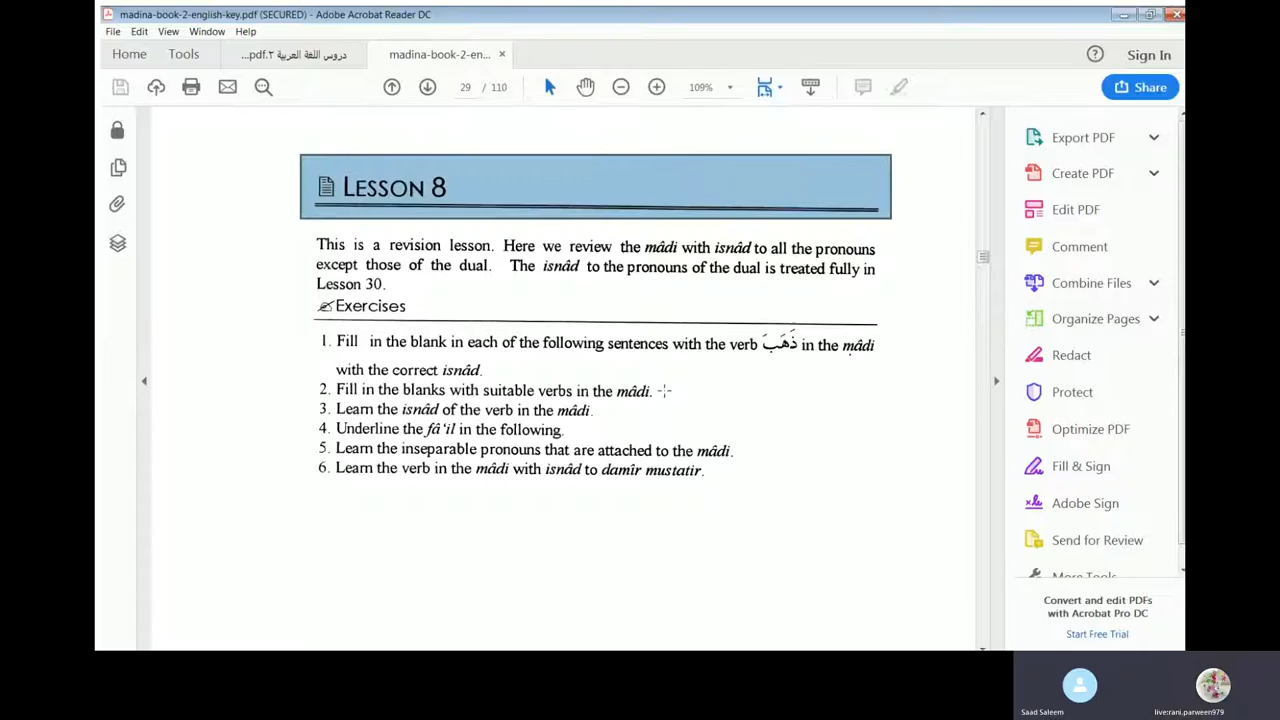 madina-book-2-english-key.pdf (SECURED) - Adobe Acrobat Reader DC
File Edit View Window Help
Home Tools دروس اللغة العربية ٢.pdf... madina-book-2-en... × Sign In
29 / 110 109% Share
LESSON 8
This is a revision lesson. Here we review the mâdi with isnâd to all the pronouns
except those of the dual. The isnâd to the pronouns of the dual is treated fully in
Lesson 30.
Exercises
1. Fill in the blank in each of the following sentences with the verb ذَهَبَ in the mâdi
with the correct isnâd.
2. Fill in the blanks with suitable verbs in the mâdi.
3. Learn the isnâd of the verb in the mâdi.
4. Underline the fâ‘il in the following.
5. Learn the inseparable pronouns that are attached to the mâdi.
6. Learn the verb in the mâdi with isnâd to damîr mustatir.
Export PDF
Create PDF
Edit PDF
Comment
Combine Files
Organize Pages
Redact
Protect
Optimize PDF
Fill & Sign
Adobe Sign
Send for Review
More Tools
Convert and edit PDFs
with Acrobat Pro DC
Start Free Trial
Saad Saleem
live:rani.parween979